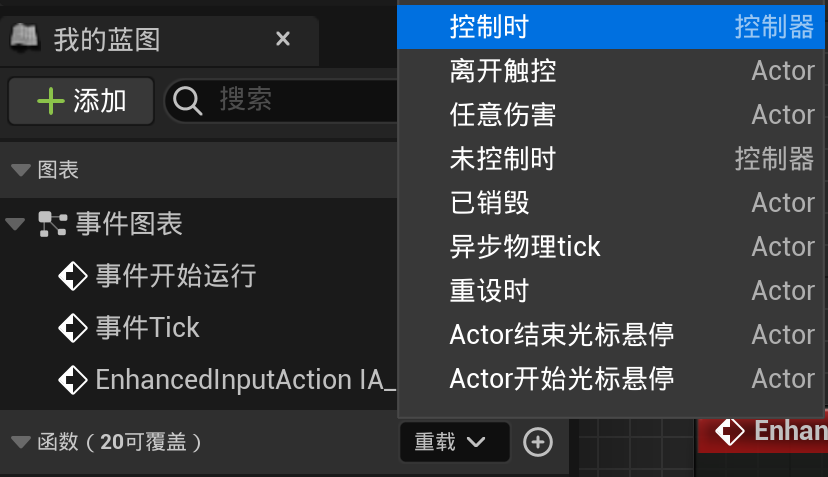 我的蓝图
添加
搜索
图表
事件图表
事件开始运行
事件Tick
EnhancedInputAction IA_
函数（20可覆盖）
重载
控制时 控制器
离开触控 Actor
任意伤害 Actor
未控制时 控制器
已销毁 Actor
异步物理tick Actor
重设时 Actor
Actor结束光标悬停 Actor
Actor开始光标悬停 Actor
Enhan